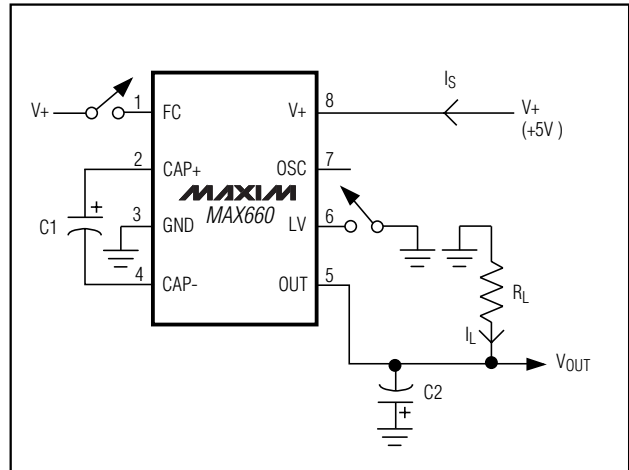 V+
1
FC
V+
8
IS
V+
(+5V )
2
CAP+
OSC
7
C1
+
MAXIM
MAX660
3
GND
LV
6
4
CAP-
OUT
5
RL
IL
VOUT
C2
+